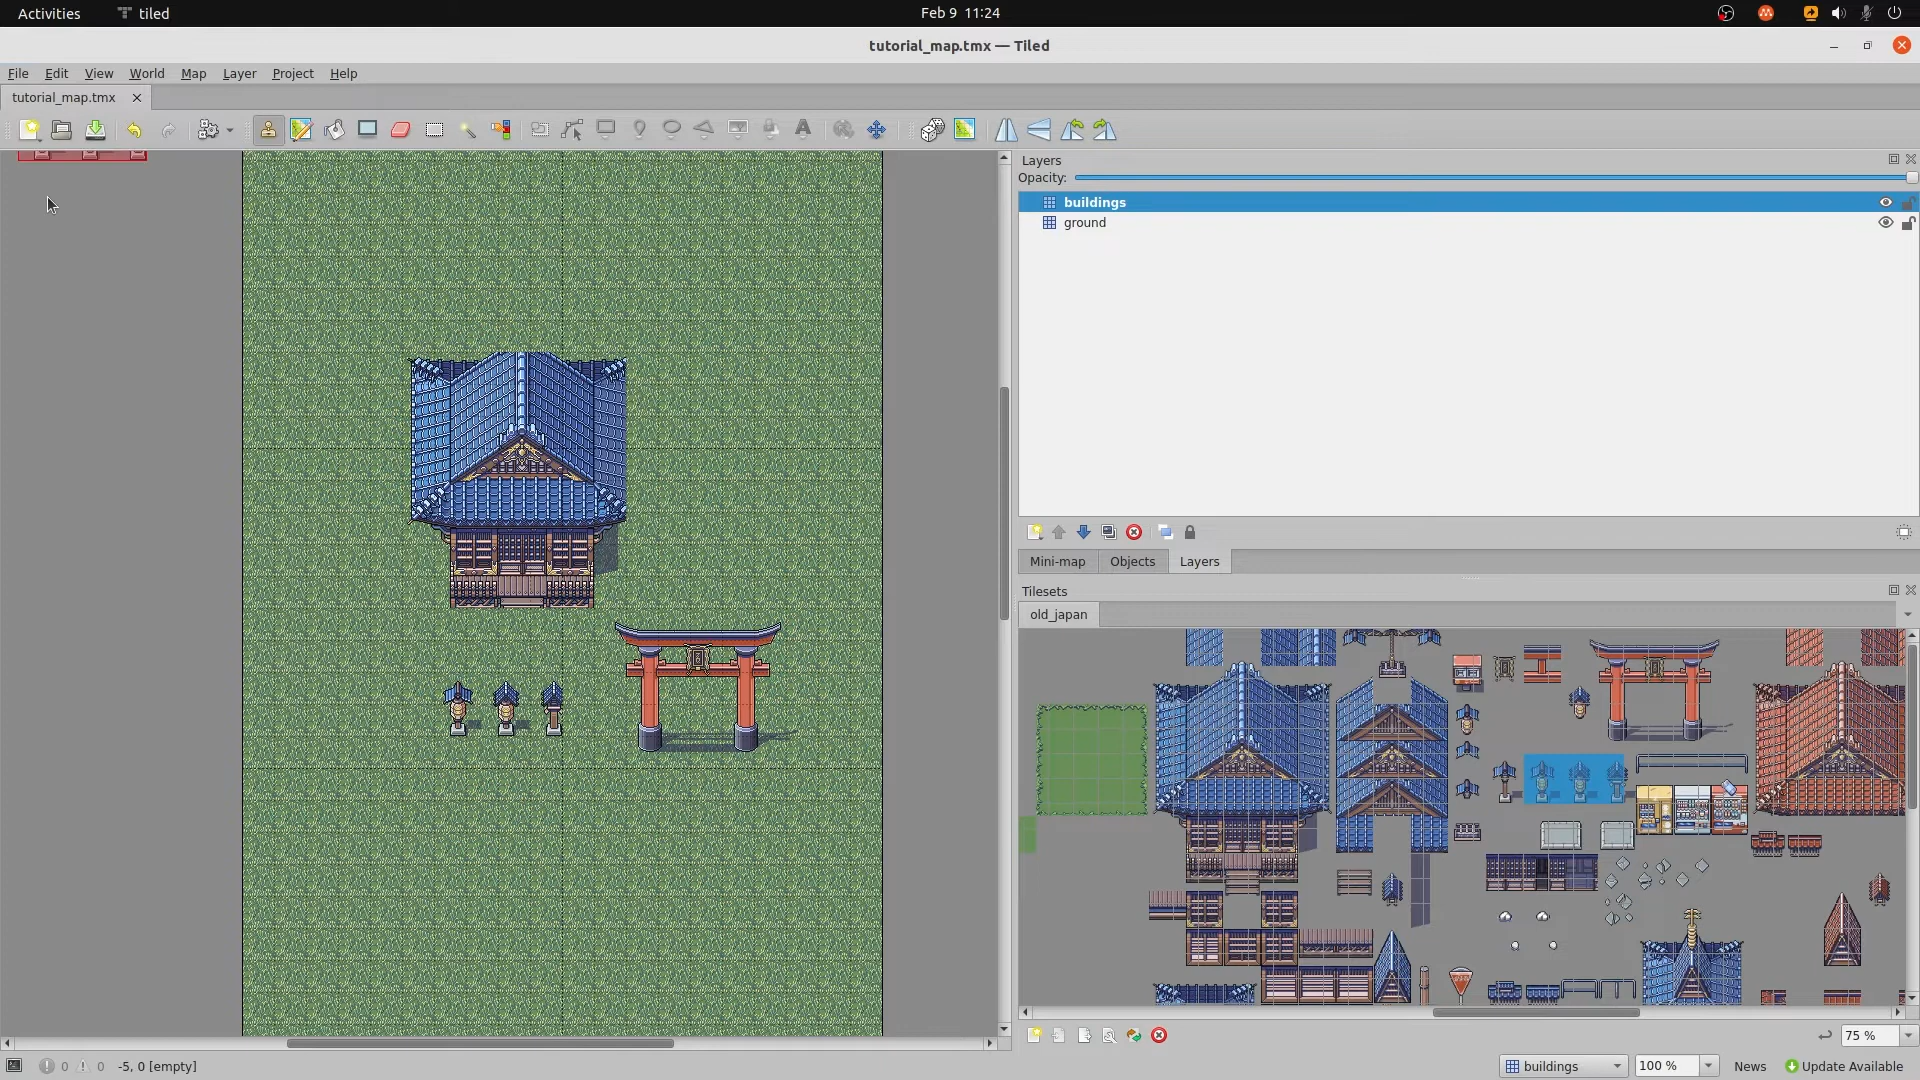 Activities tiled Feb 9 11:24
tutorial_map.tmx — Tiled
File Edit View World Map Layer Project Help
tutorial_map.tmx
Layers
Opacity:
buildings
ground
Mini-map Objects Layers
Tilesets
old_japan
75 %
0 0 -5, 0 [empty] buildings 100 % News Update Available